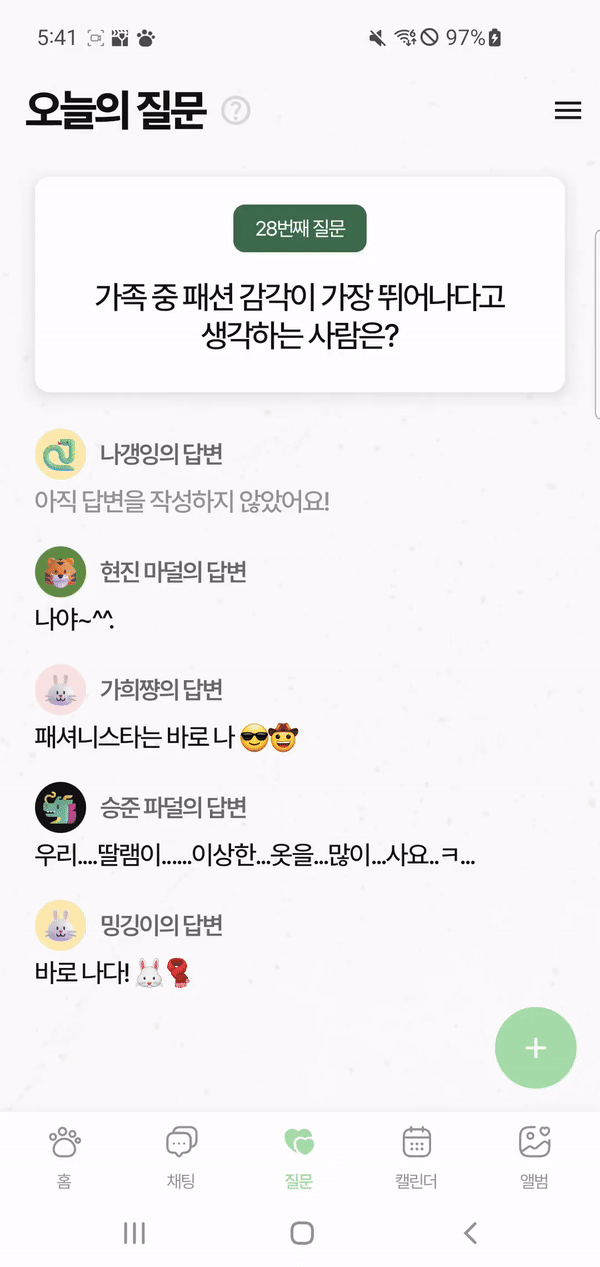 5:41
97%
오늘의 질문
?
28번째 질문
가족 중 패션 감각이 가장 뛰어나다고
생각하는 사람은?
나갱잉의 답변
아직 답변을 작성하지 않았어요!
현진 마덜의 답변
나야~^^.
가희쨩의 답변
패셔니스타는 바로 나 😎🤠
승준 파덜의 답변
우리....딸램이......이상한...옷을...많이...사요..ㅋ...
밍깅이의 답변
바로 나다! 🐰🧣
+
홈
채팅
질문
캘린더
앨범